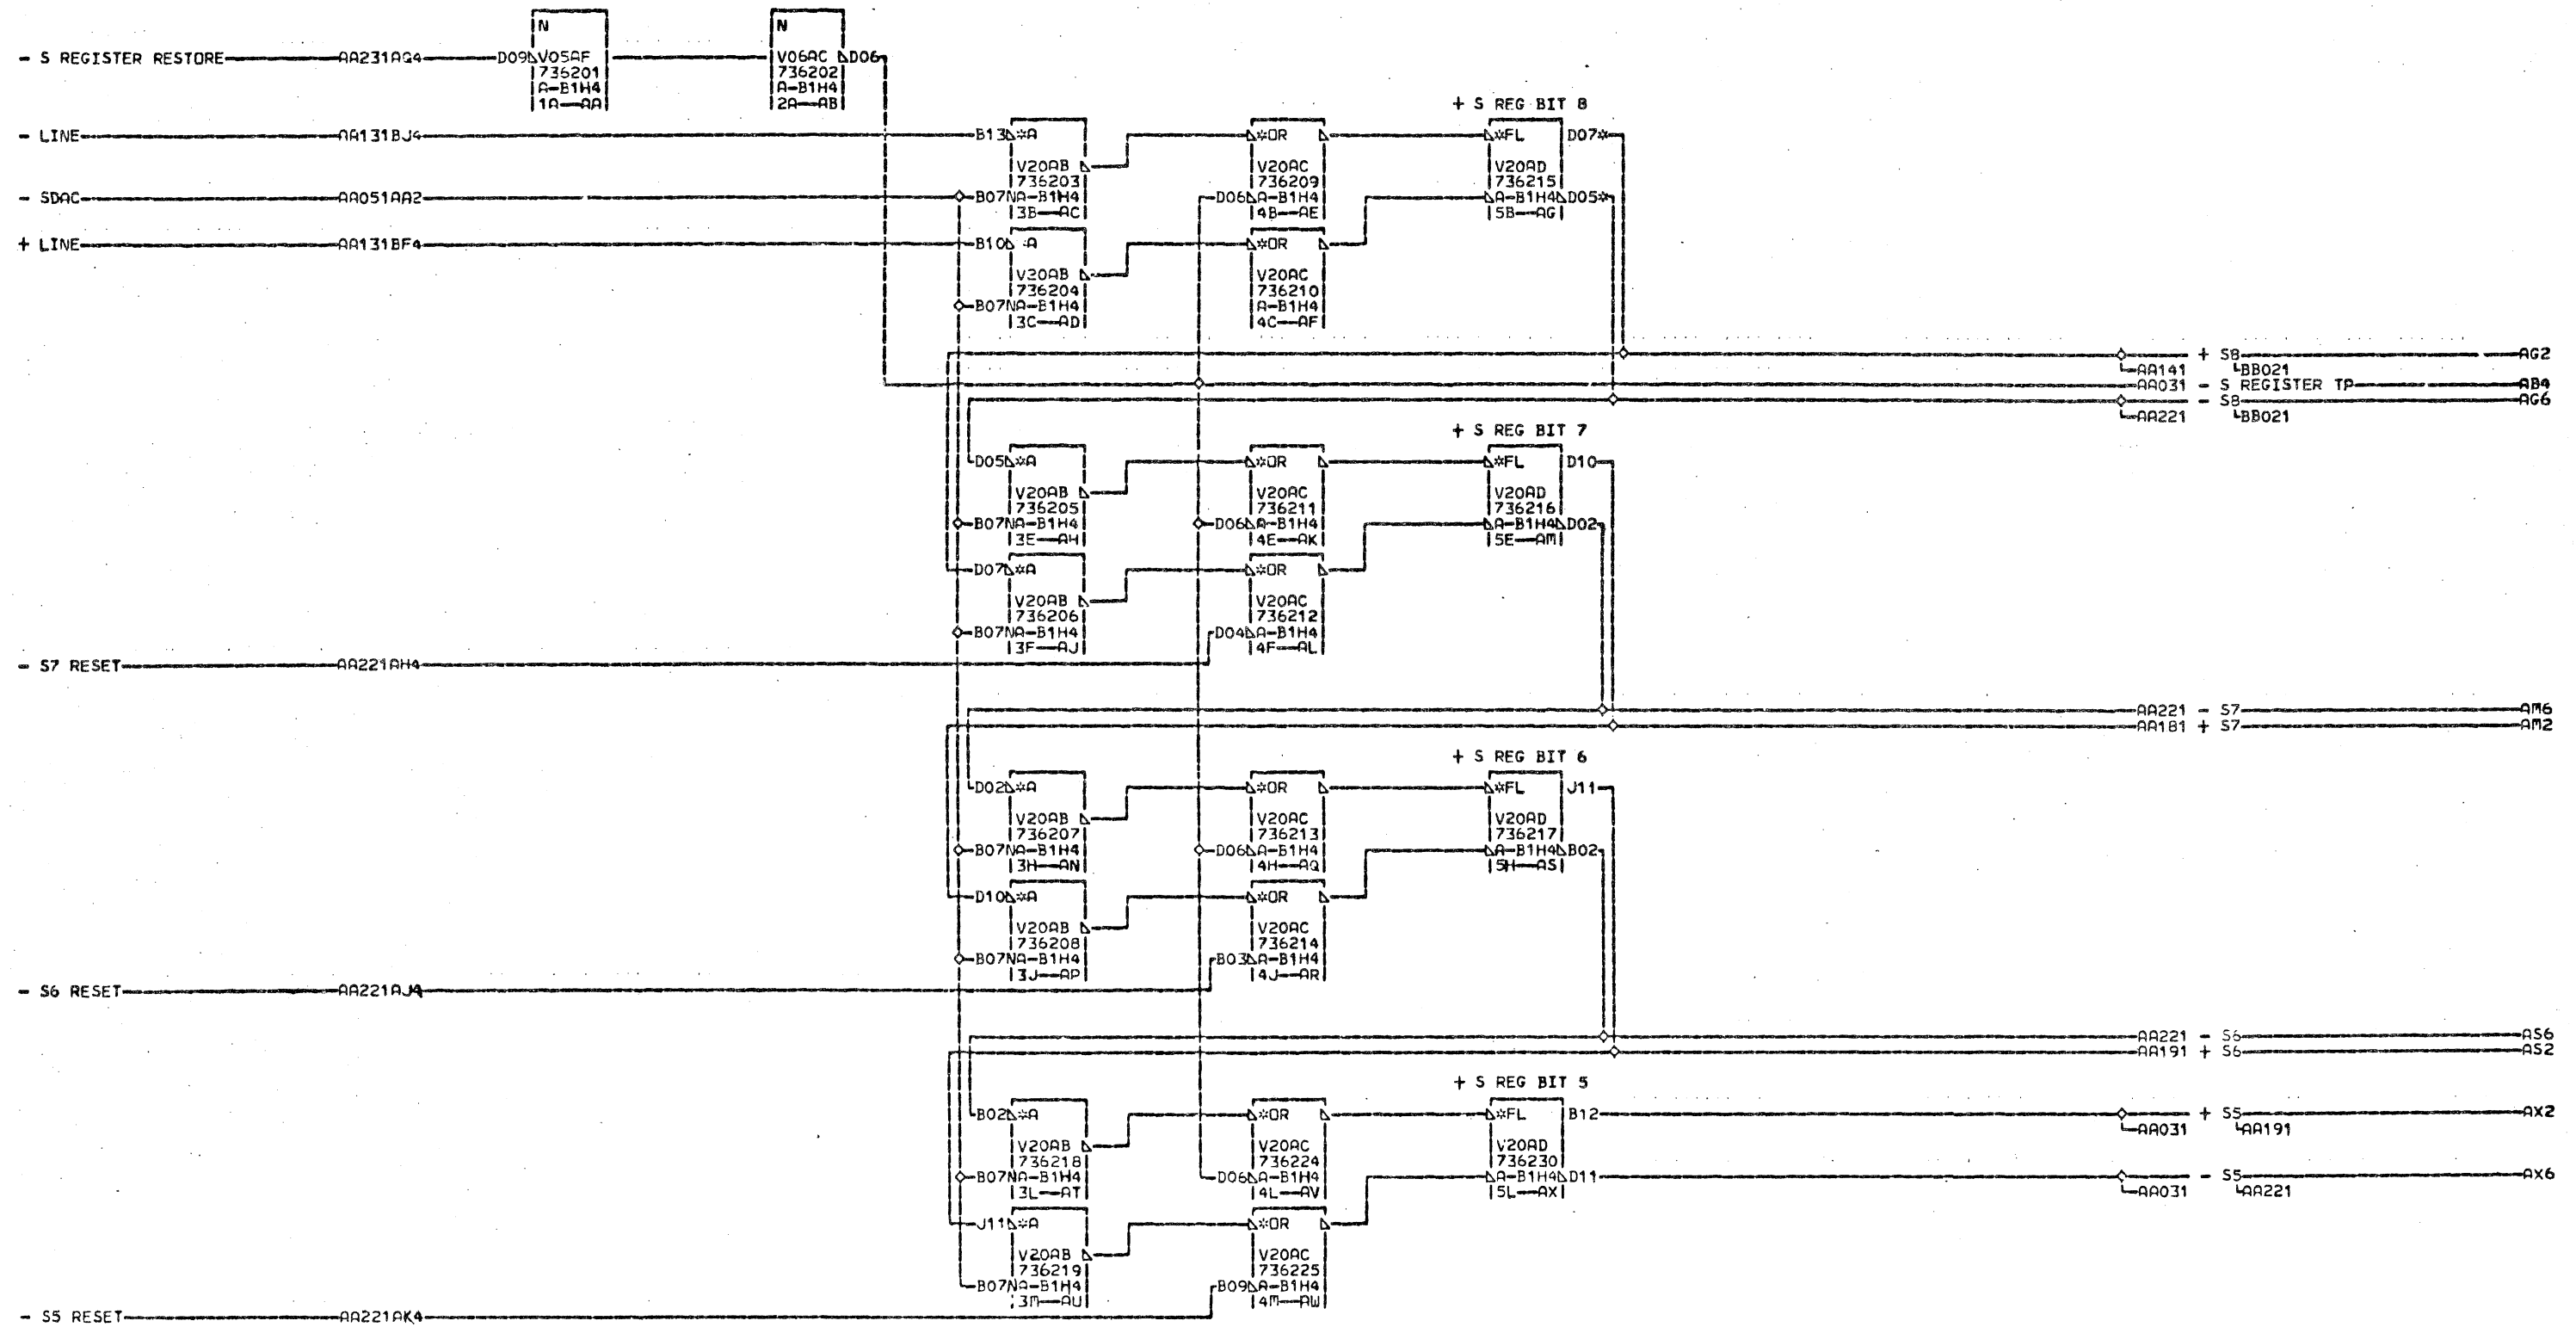 N N
- S REGISTER RESTORE AA231AG4 D09 V05AF V06AC D06
736201 736202
A-B1H4 A-B1H4
1A AA 2A AB
+ S REG BIT 8
- LINE AA131BJ4 B13 *A *OR *FL D07*
V20AB V20AC V20AD
736203 736209 736215
- SDAC AA051AA2 B07 NA-B1H4 D06 A-B1H4 A-B1H4 D05*
3B AC 4B AE 5B AG
+ LINE AA131BF4 B10 *A *OR
V20AB V20AC
736204 736210
B07 NA-B1H4 A-B1H4
3C AD 4C AF
+ S8 AG2
AA141 BB021
AA031 - S REGISTER TP AB4
- S8 AG6
AA221 BB021
+ S REG BIT 7
D05 *A *OR *FL D10
V20AB V20AC V20AD
736205 736211 736216
B07 NA-B1H4 D06 A-B1H4 A-B1H4 D02
3E AH 4E AK 5E AM
D07 *A *OR
V20AB V20AC
736206 736212
B07 NA-B1H4 D04 A-B1H4
3F AJ 4F AL
- S7 RESET AA221AH4
AA221 - S7 AM6
AA181 + S7 AM2
+ S REG BIT 6
D02 *A *OR *FL J11
V20AB V20AC V20AD
736207 736213 736217
B07 NA-B1H4 D06 A-B1H4 A-B1H4 B02
3H AN 4H AQ 5H AS
D10 *A *OR
V20AB V20AC
736208 736214
B07 NA-B1H4 B03 A-B1H4
3J AP 4J AR
- S6 RESET AA221AJ4
AA221 - S6 AS6
AA191 + S6 AS2
+ S REG BIT 5
B02 *A *OR *FL B12 + S5 AX2
AA031 AA191
V20AB V20AC V20AD
736218 736224 736230
B07 NA-B1H4 D06 A-B1H4 A-B1H4 D11 - S5 AX6
3L AT 4L AV 5L AX AA031 AA221
J11 *A *OR
V20AB V20AC
736219 736225
B07 NA-B1H4 B09 A-B1H4
3M AU 4M AW
- S5 RESET AA221AK4